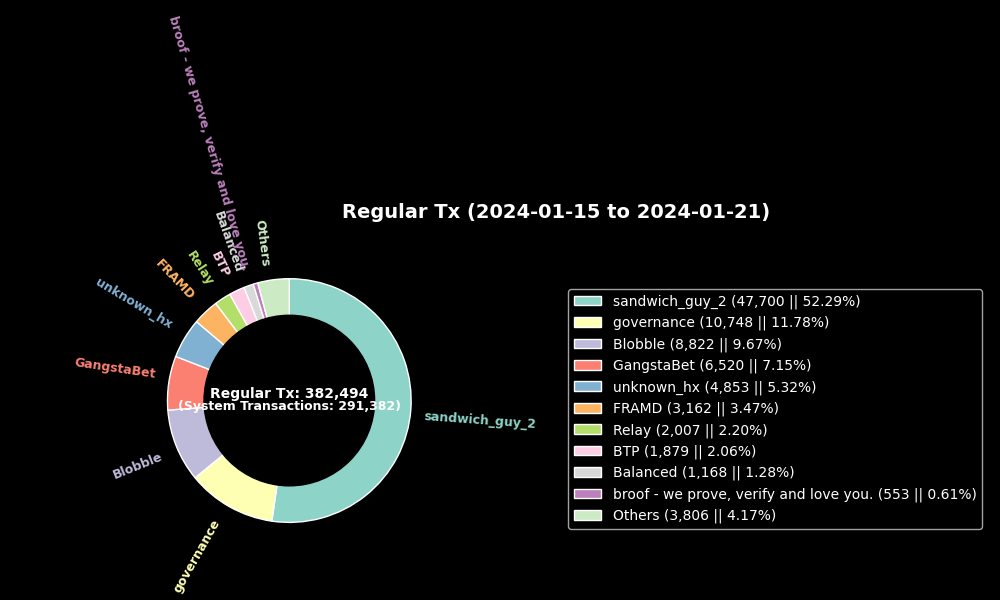 broof - we prove, verify and love you.
Regular Tx (2024-01-15 to 2024-01-21)
Others
Balanced
BTP
Relay
FRAMD
unknown_hx
GangstaBet
Blobble
governance
sandwich_guy_2
Regular Tx: 382,494
(System Transactions: 291,382)
sandwich_guy_2 (47,700 || 52.29%)
governance (10,748 || 11.78%)
Blobble (8,822 || 9.67%)
GangstaBet (6,520 || 7.15%)
unknown_hx (4,853 || 5.32%)
FRAMD (3,162 || 3.47%)
Relay (2,007 || 2.20%)
BTP (1,879 || 2.06%)
Balanced (1,168 || 1.28%)
broof - we prove, verify and love you. (553 || 0.61%)
Others (3,806 || 4.17%)